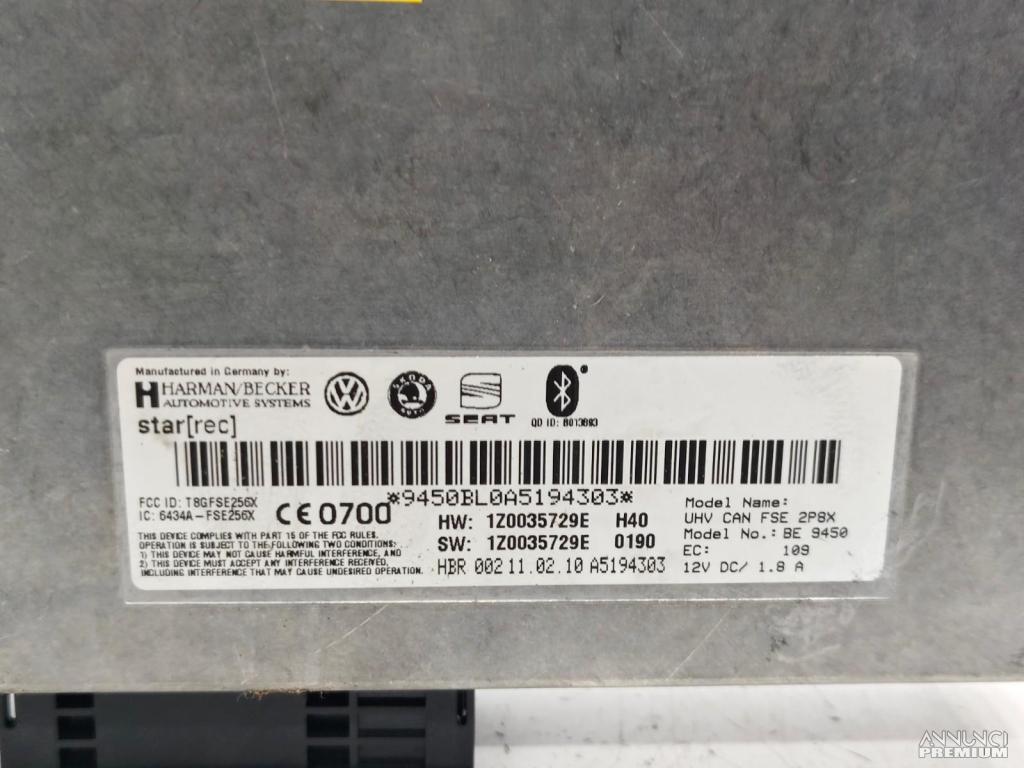 Manufactured in Germany by:
HARMAN/BECKER
AUTOMOTIVE SYSTEMS
star[rec]
ŠKODA
AUTO
SEAT
QD ID: B013893
*9450BL0A5194303*
FCC ID: T8GFSE256X
IC: 6434A-FSE256X
CE 0700
THIS DEVICE COMPLIES WITH PART 15 OF THE FCC RULES.
OPERATION IS SUBJECT TO THE FOLLOWING TWO CONDITIONS:
1) THIS DEVICE MAY NOT CAUSE HARMFUL INTERFERENCE, AND
2) THIS DEVICE MUST ACCEPT ANY INTERFERENCE RECEIVED,
INCLUDING INTERFERENCE THAT MAY CAUSE UNDESIRED OPERATION.
HW: 1Z0035729E H40
SW: 1Z0035729E 0190
HBR 002 11.02.10 A5194303
Model Name:
UHV CAN FSE 2P8X
Model No.: BE 9450
EC: 109
12V DC/ 1.8 A
ANNUNCI
PREMIUM